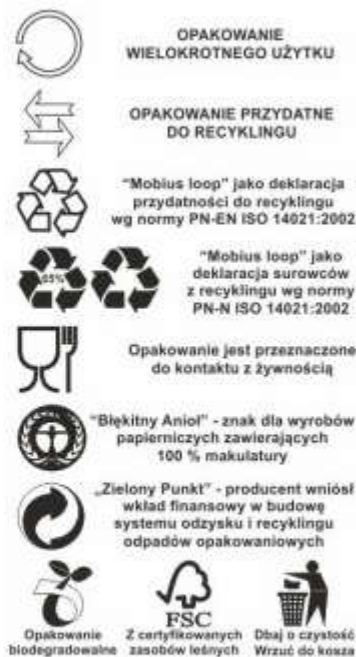 OPAKOWANIE
WIELOKROTNEGO UŻYTKU
OPAKOWANIE PRZYDATNE
DO RECYKLINGU
"Mobius loop" jako deklaracja
przydatności do recyklingu
wg normy PN-EN ISO 14021:2002
65%
"Mobius loop" jako
deklaracja surowców
z recyklingu wg normy
PN-N ISO 14021:2002
Opakowanie jest przeznaczone
do kontaktu z żywnością
"Błękitny Anioł" - znak dla wyrobów
papierniczych zawierających
100 % makulatury
„Zielony Punkt" - producent wniósł
wkład finansowy w budowę
systemu odzysku i recyklingu
odpadów opakowaniowych
FSC
Opakowanie
biodegradowalne
Z certyfikowanych
zasobów leśnych
Dbaj o czystość
Wrzuć do kosza